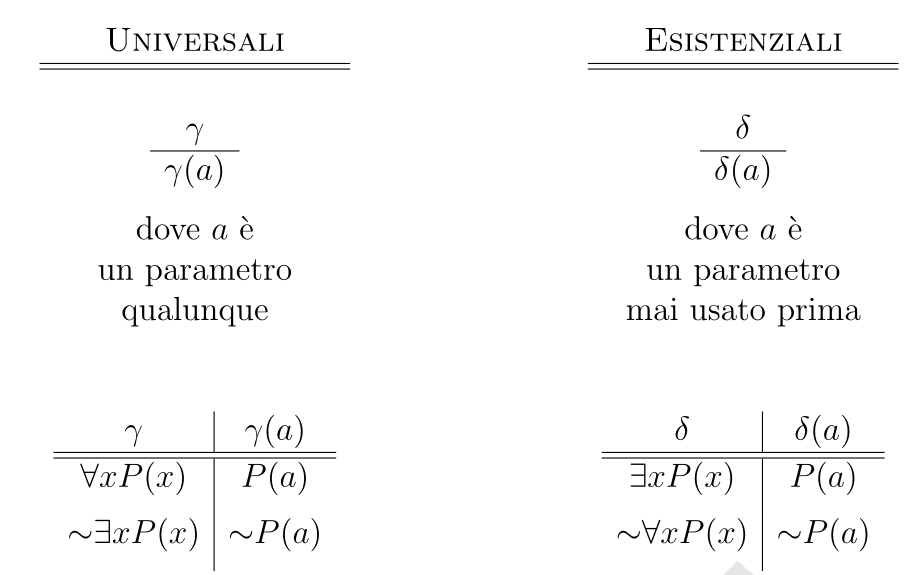 UNIVERSALI
γ
γ(a)
dove a è
un parametro
qualunque
γ γ(a)
∀xP(x) P(a)
∼∃xP(x) ∼P(a)
ESISTENZIALI
δ
δ(a)
dove a è
un parametro
mai usato prima
δ δ(a)
∃xP(x) P(a)
∼∀xP(x) ∼P(a)